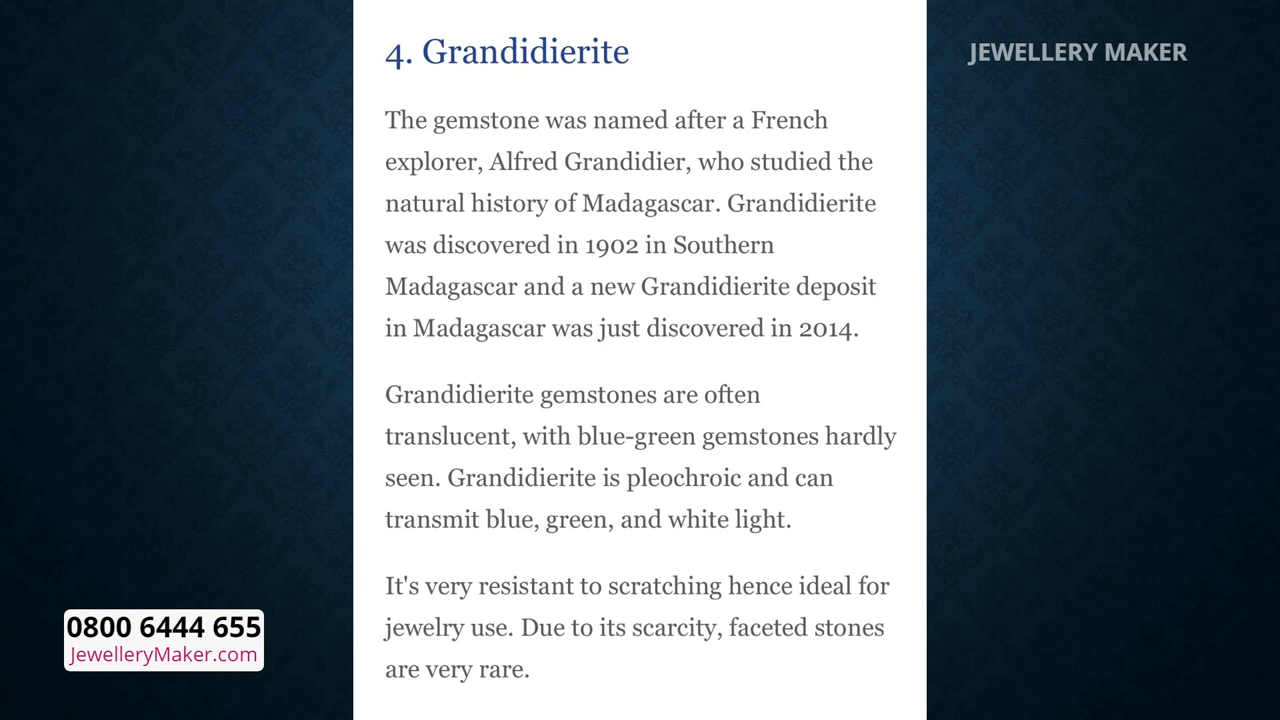 4. Grandidierite
JEWELLERY MAKER
The gemstone was named after a French
explorer, Alfred Grandidier, who studied the
natural history of Madagascar. Grandidierite
was discovered in 1902 in Southern
Madagascar and a new Grandidierite deposit
in Madagascar was just discovered in 2014.
Grandidierite gemstones are often
translucent, with blue-green gemstones hardly
seen. Grandidierite is pleochroic and can
transmit blue, green, and white light.
It's very resistant to scratching hence ideal for
jewelry use. Due to its scarcity, faceted stones
are very rare.
0800 6444 655
JewelleryMaker.com